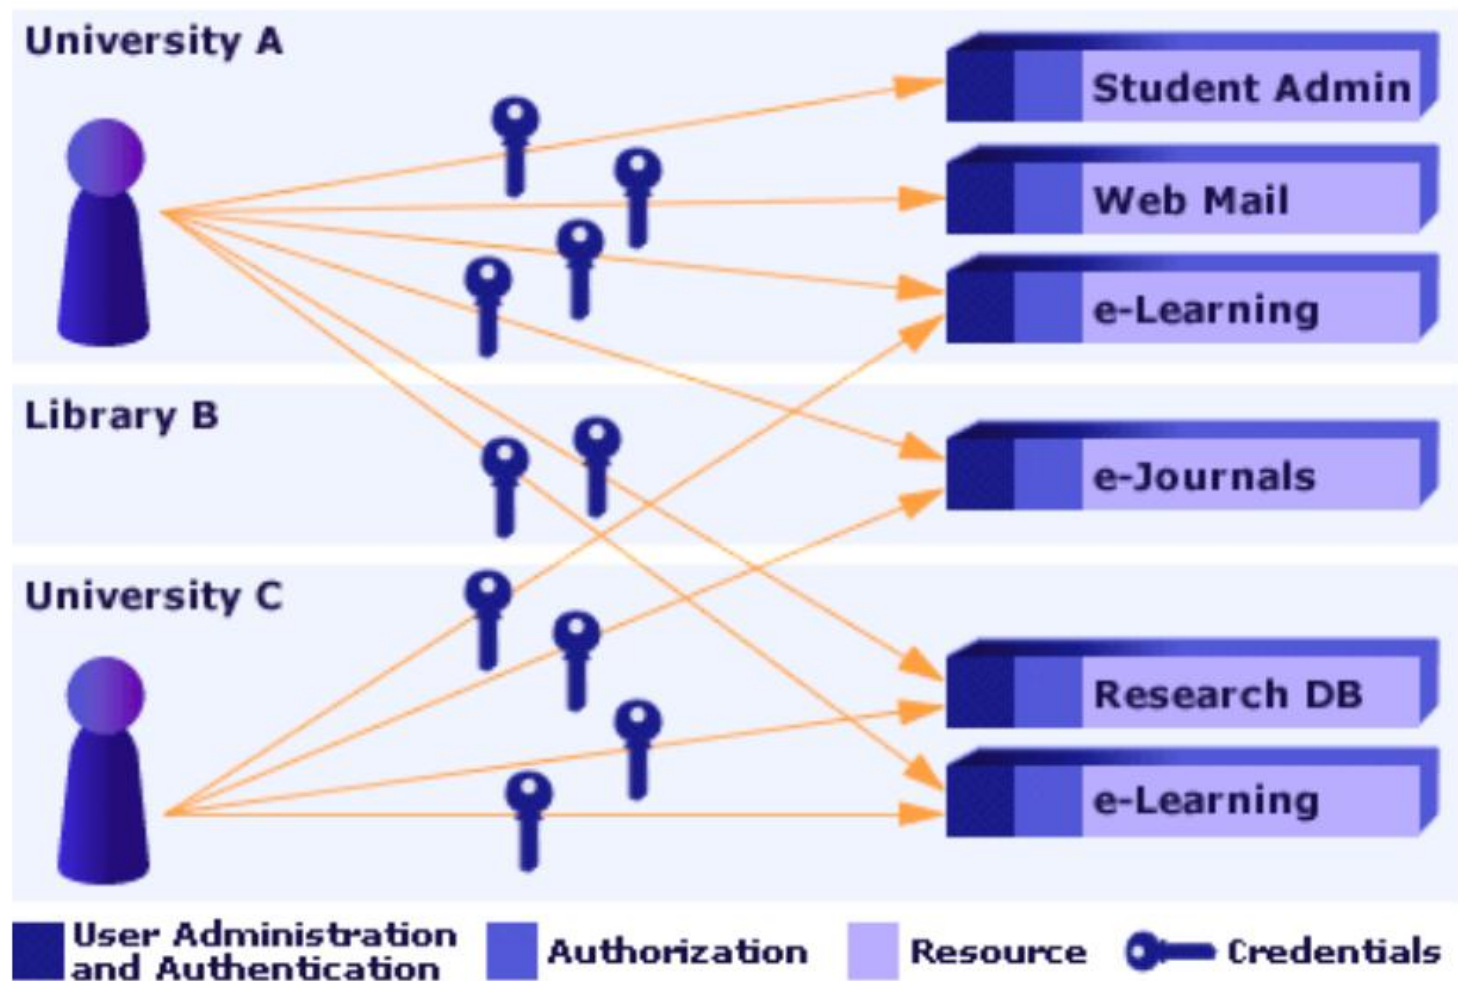 University A
Student Admin
Web Mail
e-Learning
Library B
e-Journals
University C
Research DB
e-Learning
User Administration
and Authentication
Authorization
Resource
Credentials